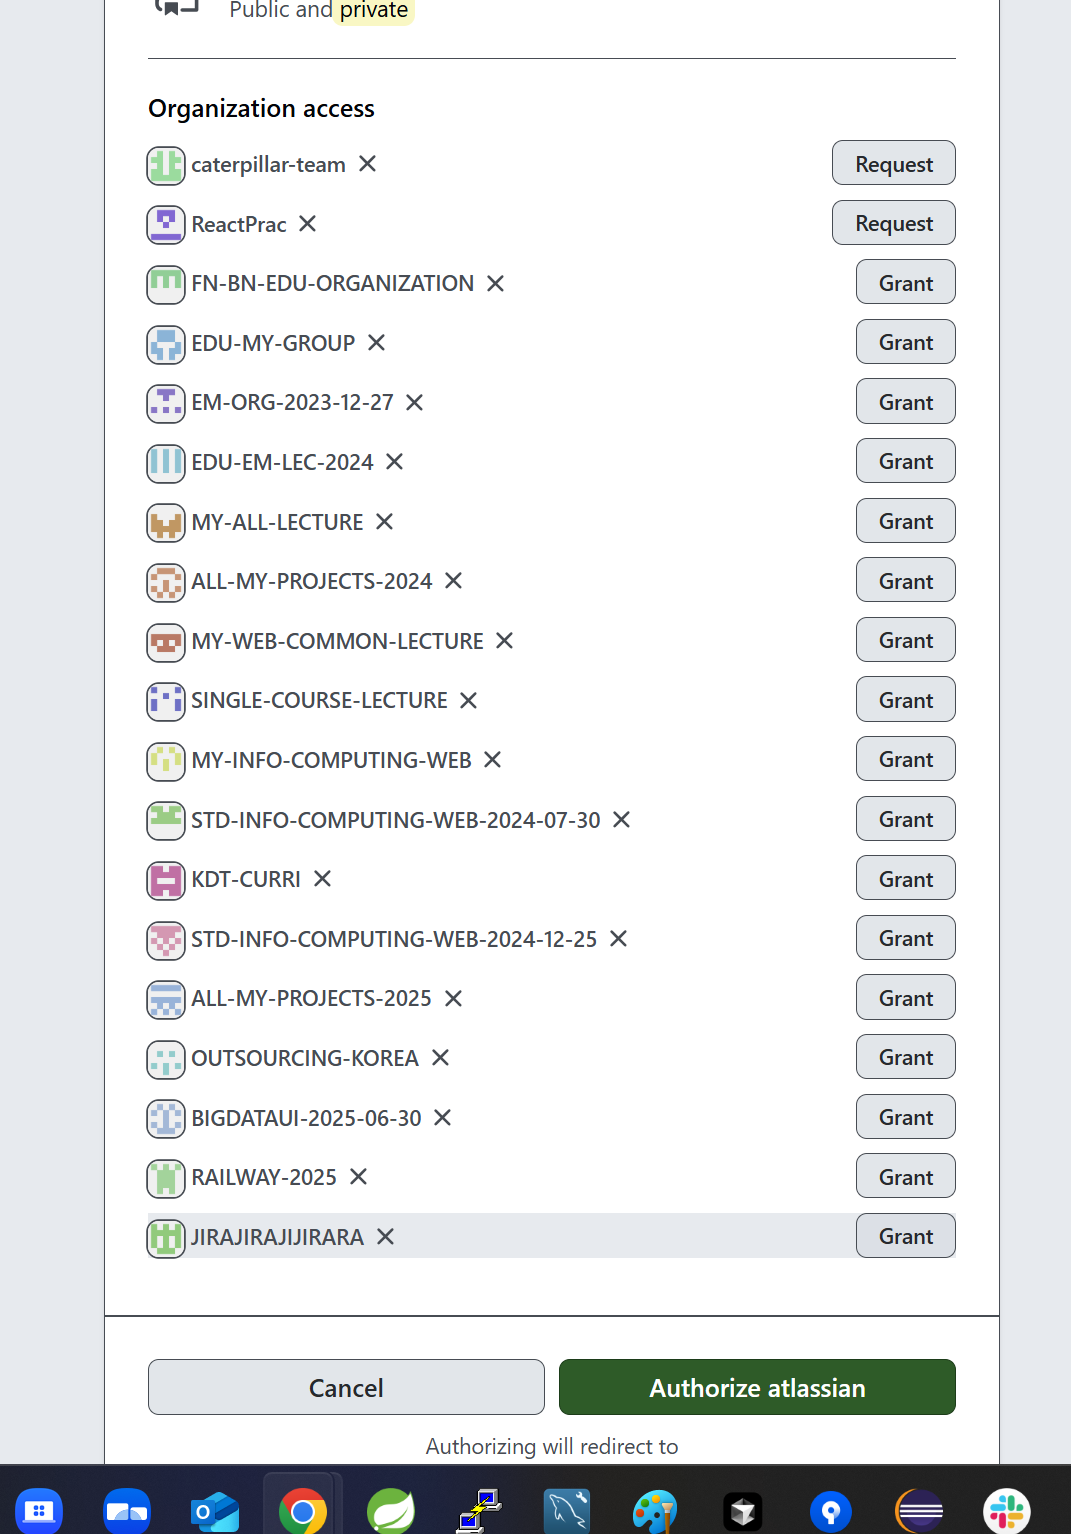 Public and private
Organization access
caterpillar-team Request
ReactPrac Request
FN-BN-EDU-ORGANIZATION Grant
EDU-MY-GROUP Grant
EM-ORG-2023-12-27 Grant
EDU-EM-LEC-2024 Grant
MY-ALL-LECTURE Grant
ALL-MY-PROJECTS-2024 Grant
MY-WEB-COMMON-LECTURE Grant
SINGLE-COURSE-LECTURE Grant
MY-INFO-COMPUTING-WEB Grant
STD-INFO-COMPUTING-WEB-2024-07-30 Grant
KDT-CURRI Grant
STD-INFO-COMPUTING-WEB-2024-12-25 Grant
ALL-MY-PROJECTS-2025 Grant
OUTSOURCING-KOREA Grant
BIGDATAUI-2025-06-30 Grant
RAILWAY-2025 Grant
JIRAJIRAJIJIRARA Grant
Cancel Authorize atlassian
Authorizing will redirect to